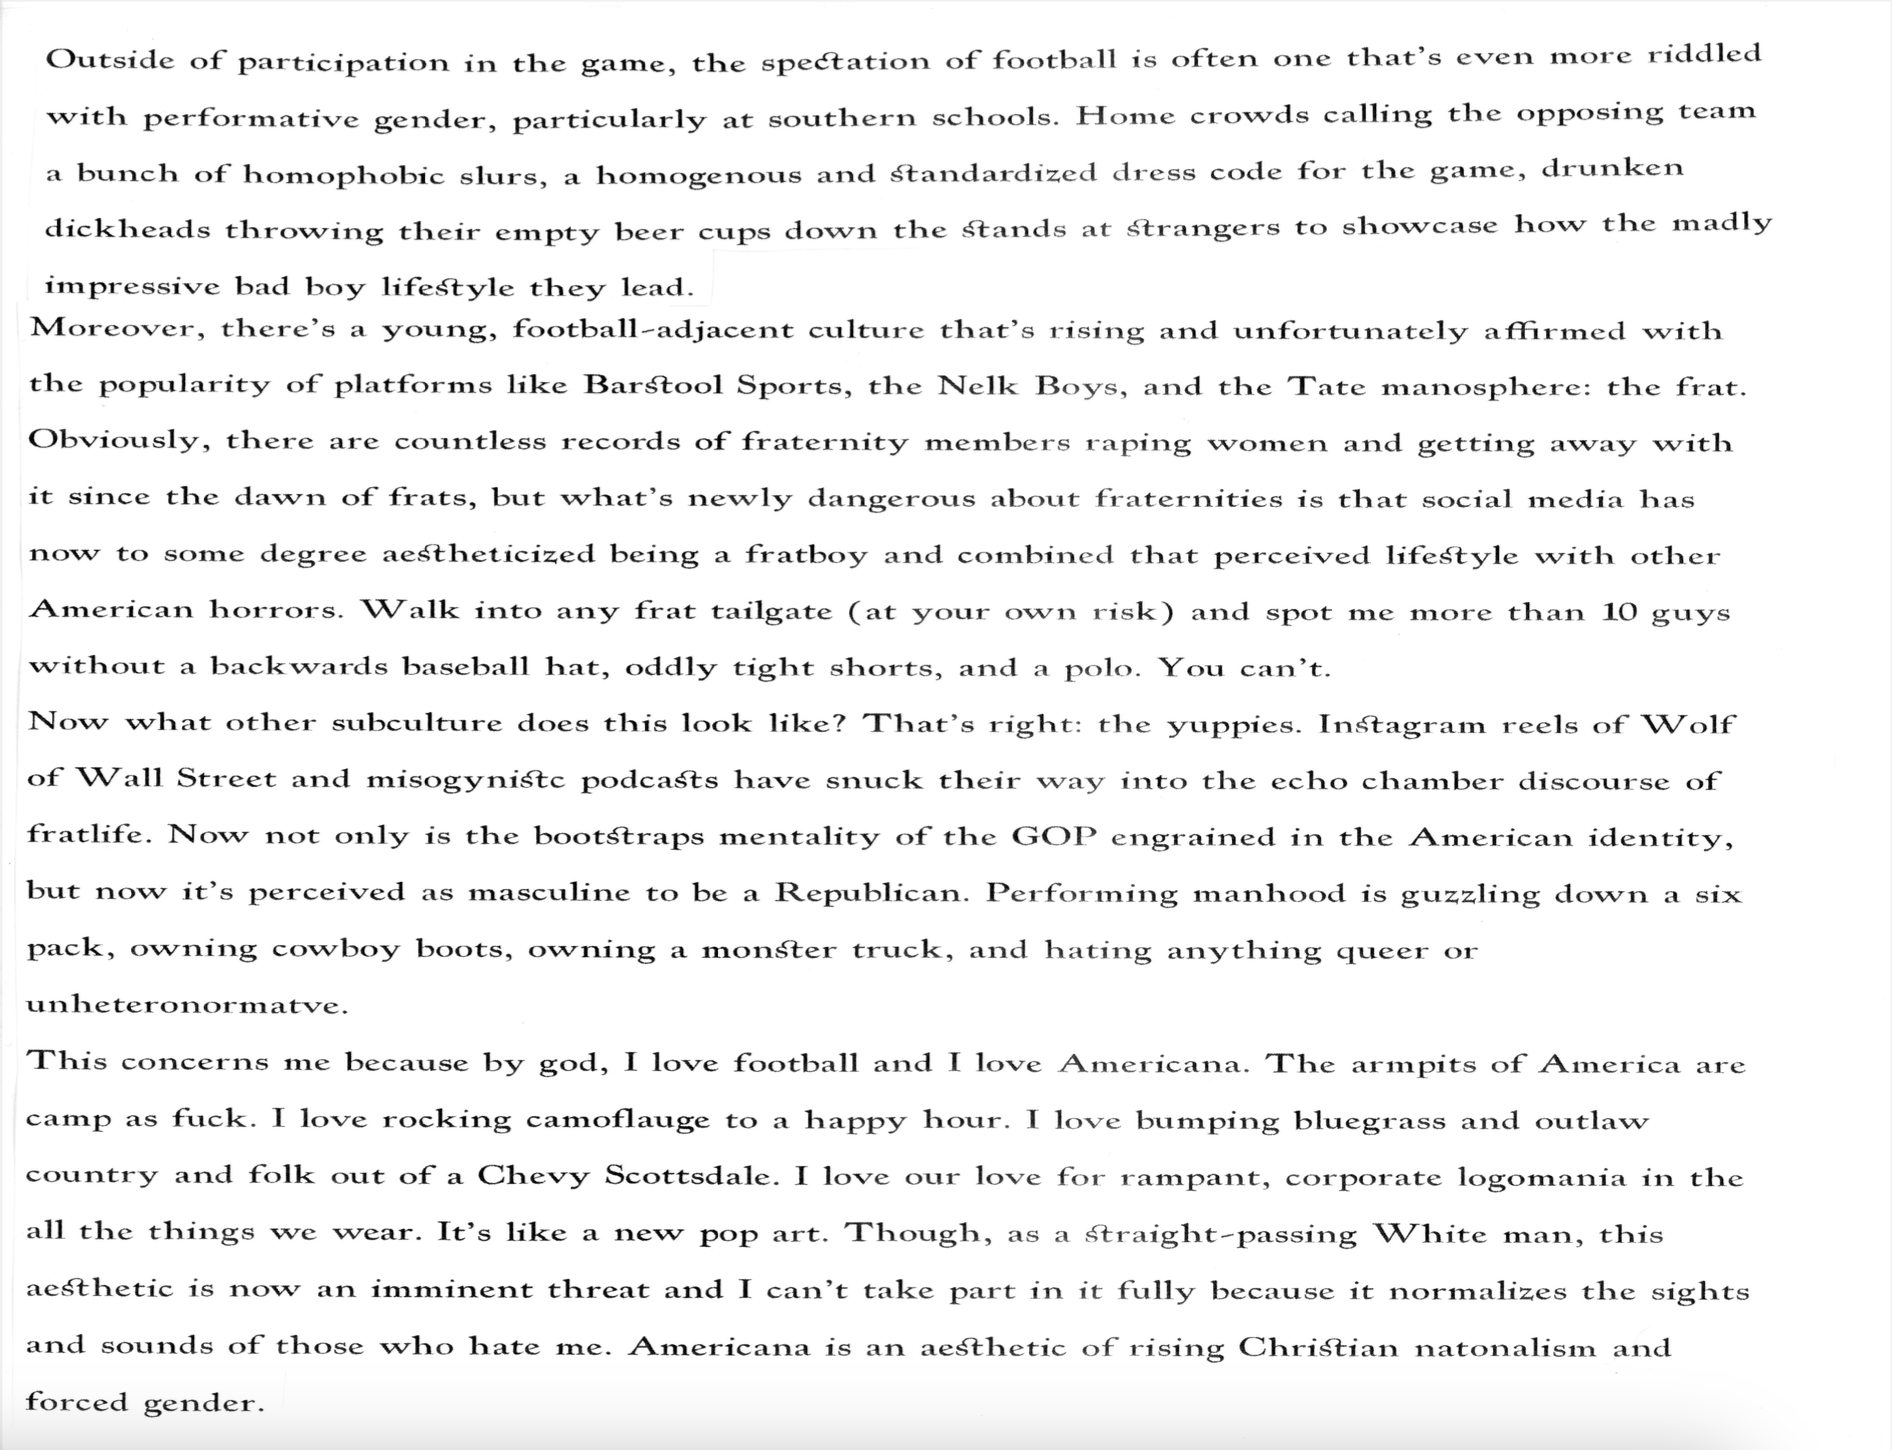 Outside of participation in the game, the spectation of football is often one that's even more riddled
with performative gender, particularly at southern schools. Home crowds calling the opposing team
a bunch of homophobic slurs, a homogenous and standardized dress code for the game, drunken
dickheads throwing their empty beer cups down the stands at strangers to showcase how the madly
impressive bad boy lifestyle they lead.
Moreover, there's a young, football-adjacent culture that's rising and unfortunately affirmed with
the popularity of platforms like Barstool Sports, the Nelk Boys, and the Tate manosphere: the frat.
Obviously, there are countless records of fraternity members raping women and getting away with
it since the dawn of frats, but what's newly dangerous about fraternities is that social media has
now to some degree aestheticized being a fratboy and combined that perceived lifestyle with other
American horrors. Walk into any frat tailgate (at your own risk) and spot me more than 10 guys
without a backwards baseball hat, oddly tight shorts, and a polo. You can't.
Now what other subculture does this look like? That's right: the yuppies. Instagram reels of Wolf
of Wall Street and misogynistc podcasts have snuck their way into the echo chamber discourse of
fratlife. Now not only is the bootstraps mentality of the GOP engrained in the American identity,
but now it's perceived as masculine to be a Republican. Performing manhood is guzzling down a six
pack, owning cowboy boots, owning a monster truck, and hating anything queer or
unheteronormatve.
This concerns me because by god, I love football and I love Americana. The armpits of America are
camp as fuck. I love rocking camoflauge to a happy hour. I love bumping bluegrass and outlaw
country and folk out of a Chevy Scottsdale. I love our love for rampant, corporate logomania in the
all the things we wear. It's like a new pop art. Though, as a straight-passing White man, this
aesthetic is now an imminent threat and I can't take part in it fully because it normalizes the sights
and sounds of those who hate me. Americana is an aesthetic of rising Christian natonalism and
forced gender.